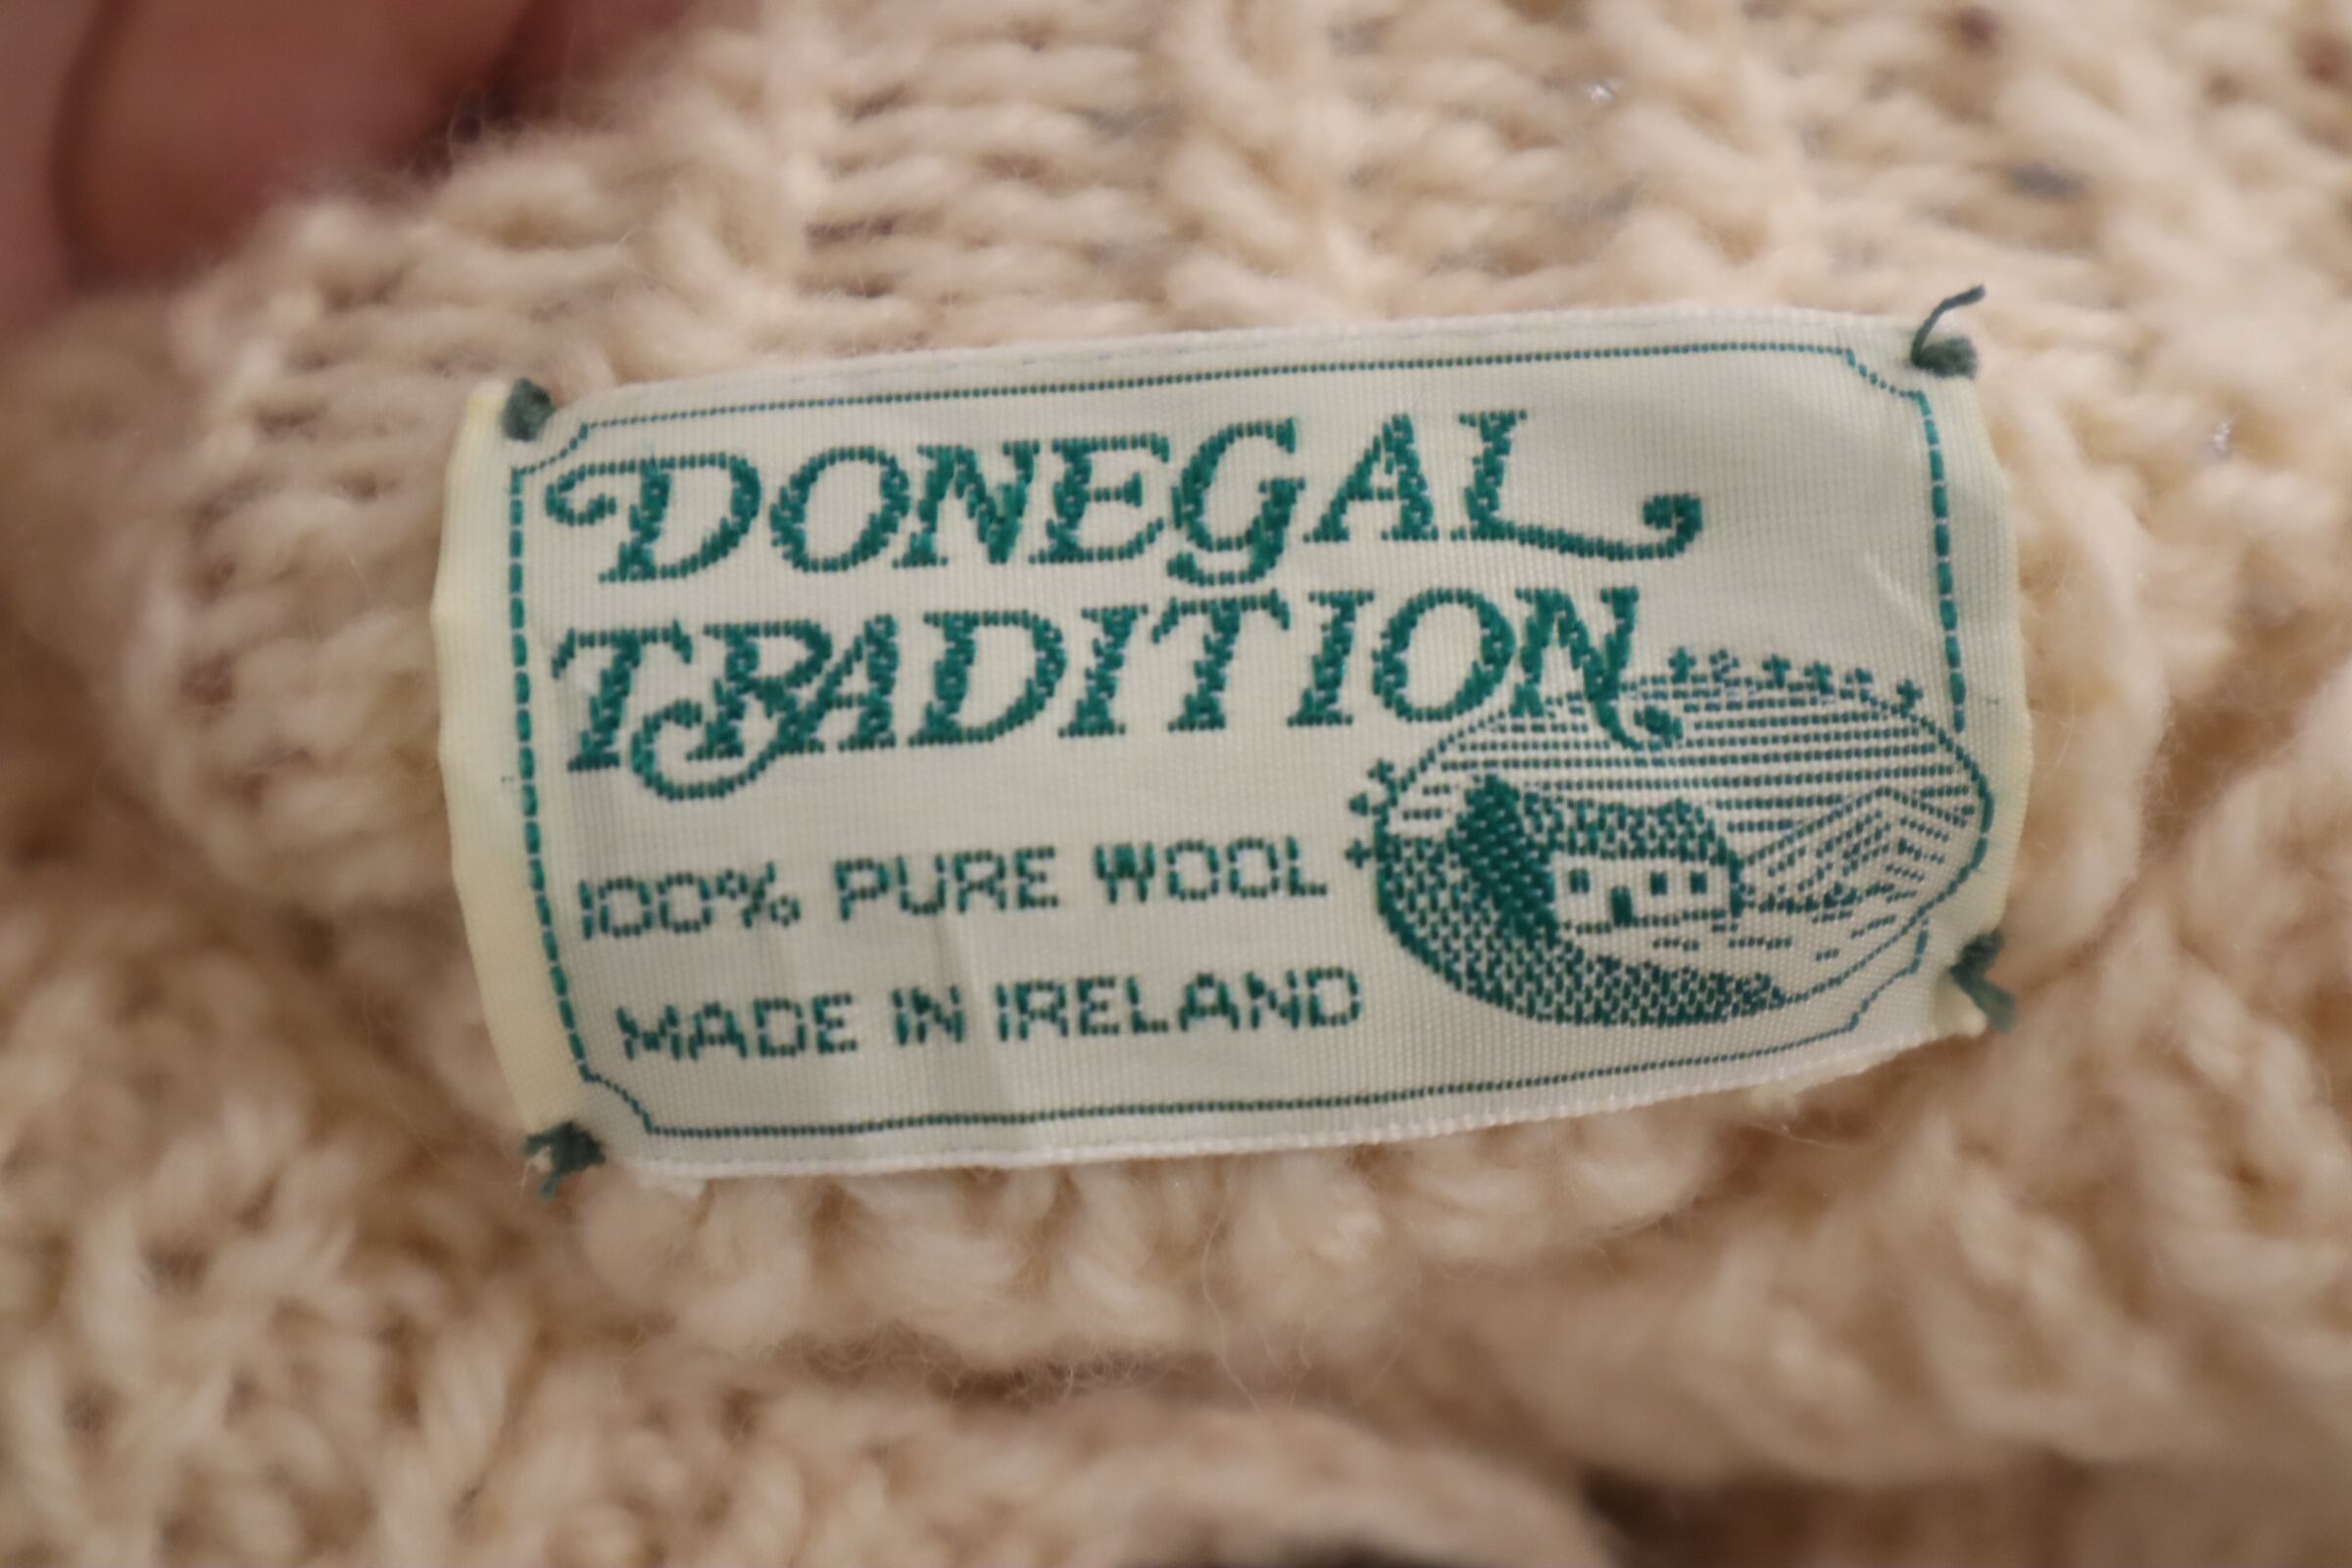 DONEGAL
TRADITION
100% PURE WOOL
MADE IN IRELAND